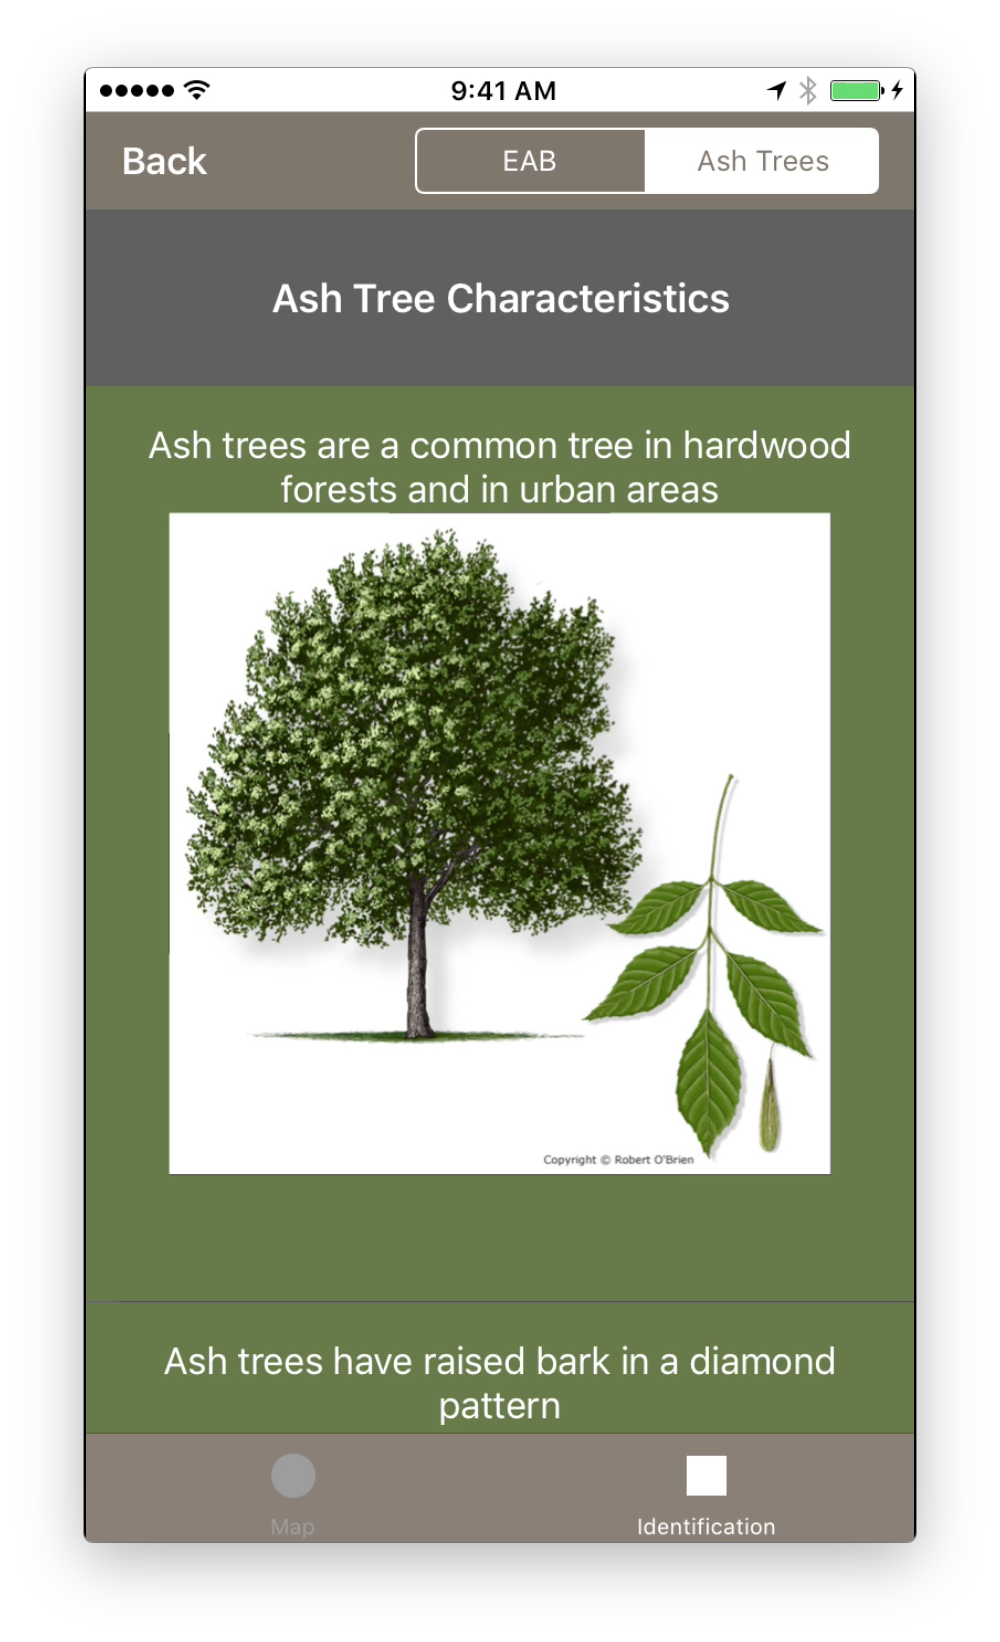 9:41 AM
Back
EAB
Ash Trees
Ash Tree Characteristics
Ash trees are a common tree in hardwood
forests and in urban areas
Copyright © Robert O'Brien
Ash trees have raised bark in a diamond
pattern
Map
Identification